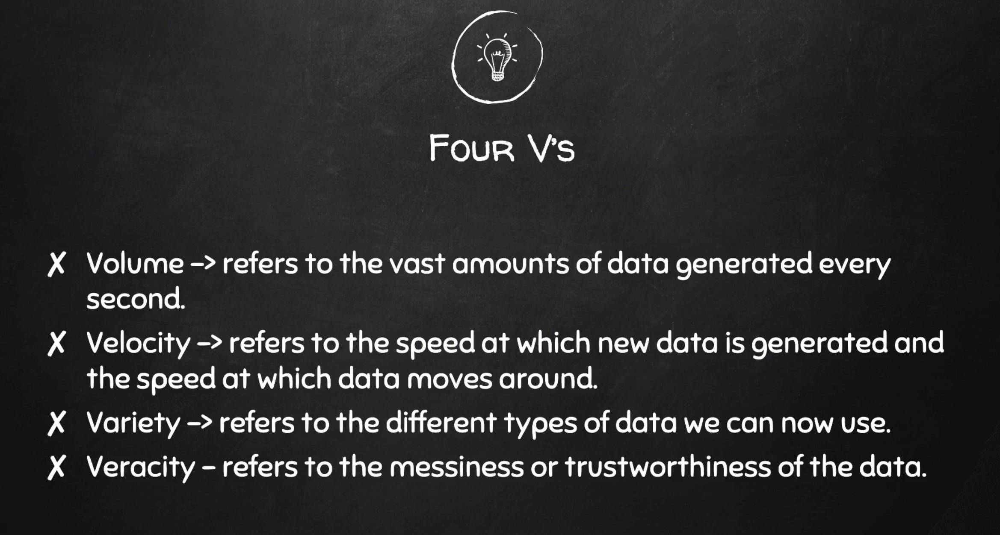 Four V's
✗ Volume -> refers to the vast amounts of data generated every
second.
✗ Velocity -> refers to the speed at which new data is generated and
the speed at which data moves around.
✗ Variety -> refers to the different types of data we can now use.
✗ Veracity – refers to the messiness or trustworthiness of the data.